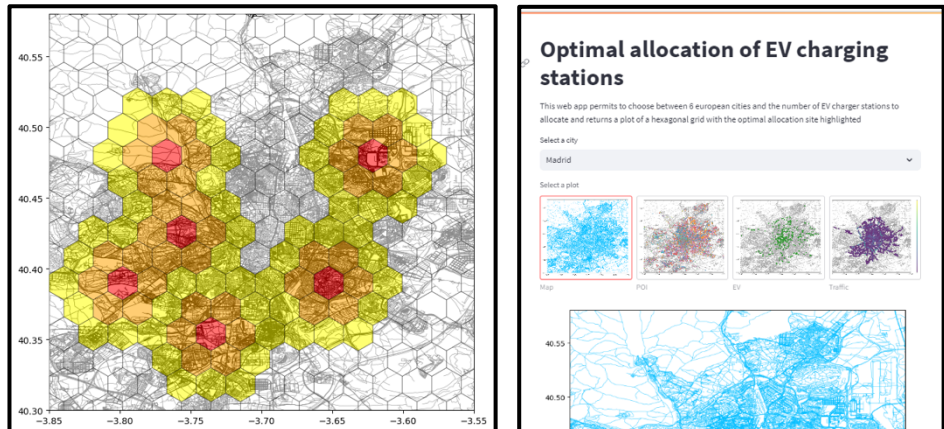 40.55
40.50
40.45
40.40
40.35
40.30
−3.85
−3.80
−3.75
−3.70
−3.65
−3.60
−3.55
Optimal allocation of EV charging
stations
This web app permits to choose between 6 european cities and the number of EV charger stations to
allocate and returns a plot of a hexagonal grid with the optimal allocation site highlighted
Select a city
Madrid
Select a plot
Map
POI
EV
Traffic
40.55
40.50